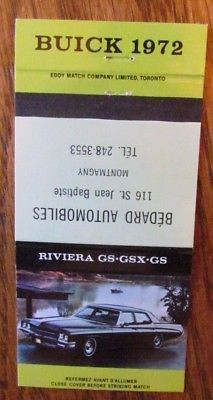 BUICK 1972
EDDY MATCH COMPANY LIMITED, TORONTO
BÉDARD AUTOMOBILES
116 St. Jean Baptiste
MONTMAGNY
TÉL. 248-3553
RIVIERA GS·GSX·GS
REFERMEZ AVANT D'ALLUMER
CLOSE COVER BEFORE STRIKING MATCH